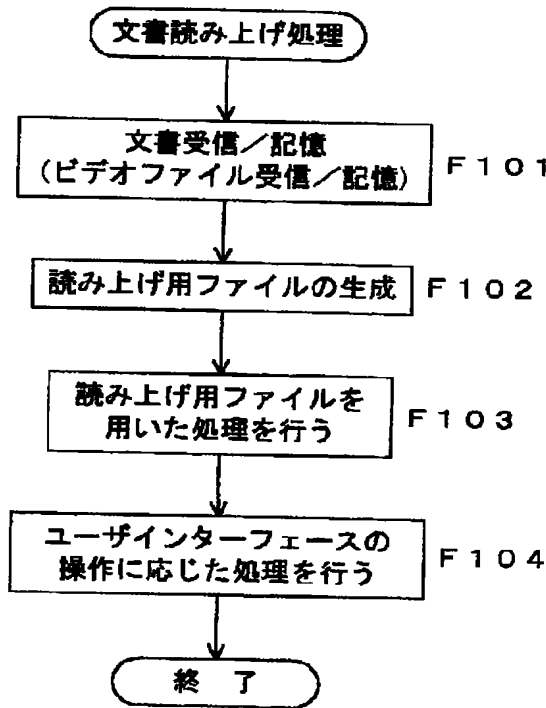 文書読み上げ処理
文書受信／記憶
（ビデオファイル受信／記憶）
F101
読み上げ用ファイルの生成
F102
読み上げ用ファイルを
用いた処理を行う
F103
ユーザインターフェースの
操作に応じた処理を行う
F104
終 了